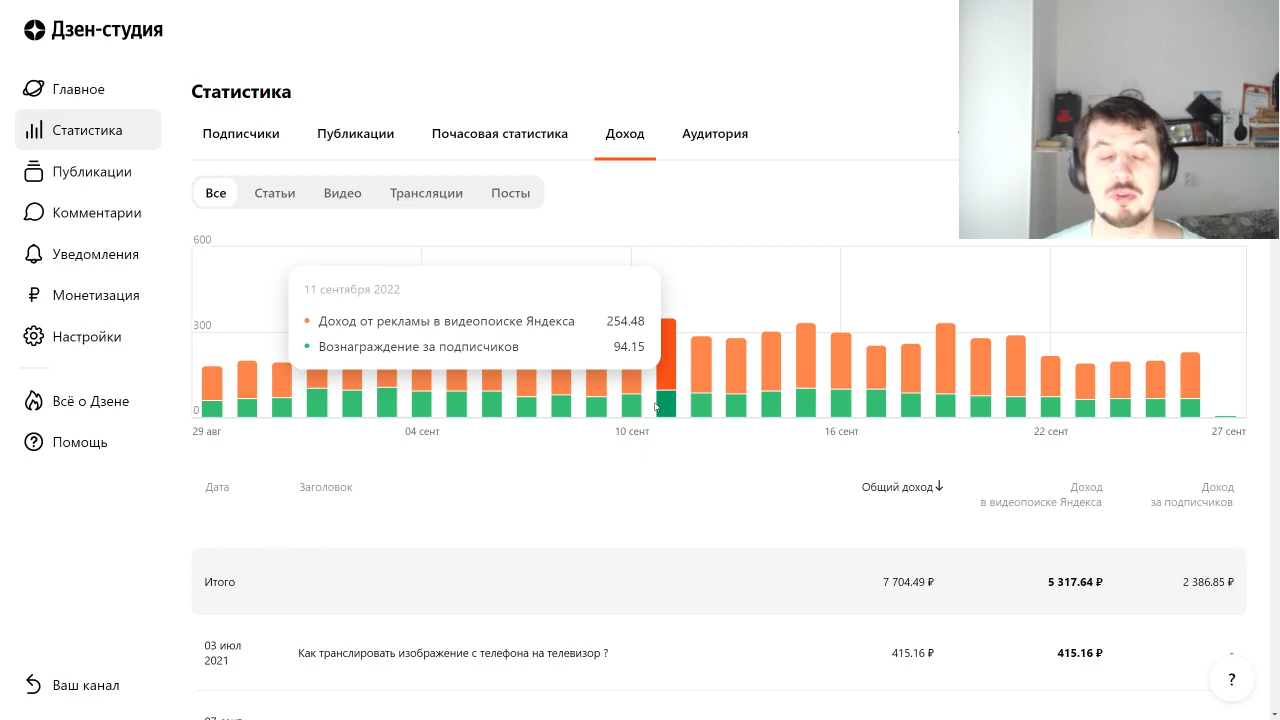 Дзен-студия
Главное
Статистика
Публикации
Комментарии
Уведомления
Монетизация
Настройки
Всё о Дзене
Помощь
Ваш канал
Статистика
Подписчики Публикации Почасовая статистика Доход Аудитория
Все Статьи Видео Трансляции Посты
600
300
0
11 сентября 2022
Доход от рекламы в видеопоиске Яндекса 254.48
Вознаграждение за подписчиков 94.15
29 авг 04 сент 10 сент 16 сент 22 сент 27 сент
Дата Заголовок Общий доход↓ Доход в видеопоиске Яндекса Доход за подписчиков
Итого 7 704.49 ₽ 5 317.64 ₽ 2 386.85 ₽
03 июл 2021 Как транслировать изображение с телефона на телевизор ? 415.16 ₽ 415.16 ₽ -
?